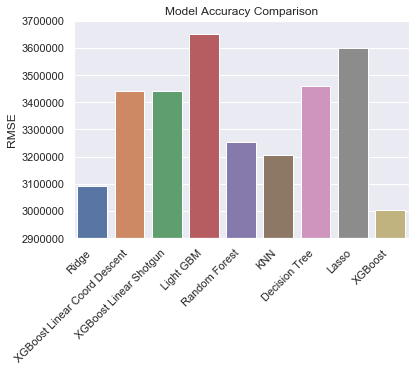 Model Accuracy Comparison
3700000
3600000
3500000
3400000
3300000
3200000
3100000
3000000
2900000
RMSE
Ridge
XGBoost Linear Coord Descent
XGBoost Linear Shotgun
Light GBM
Random Forest
KNN
Decision Tree
Lasso
XGBoost